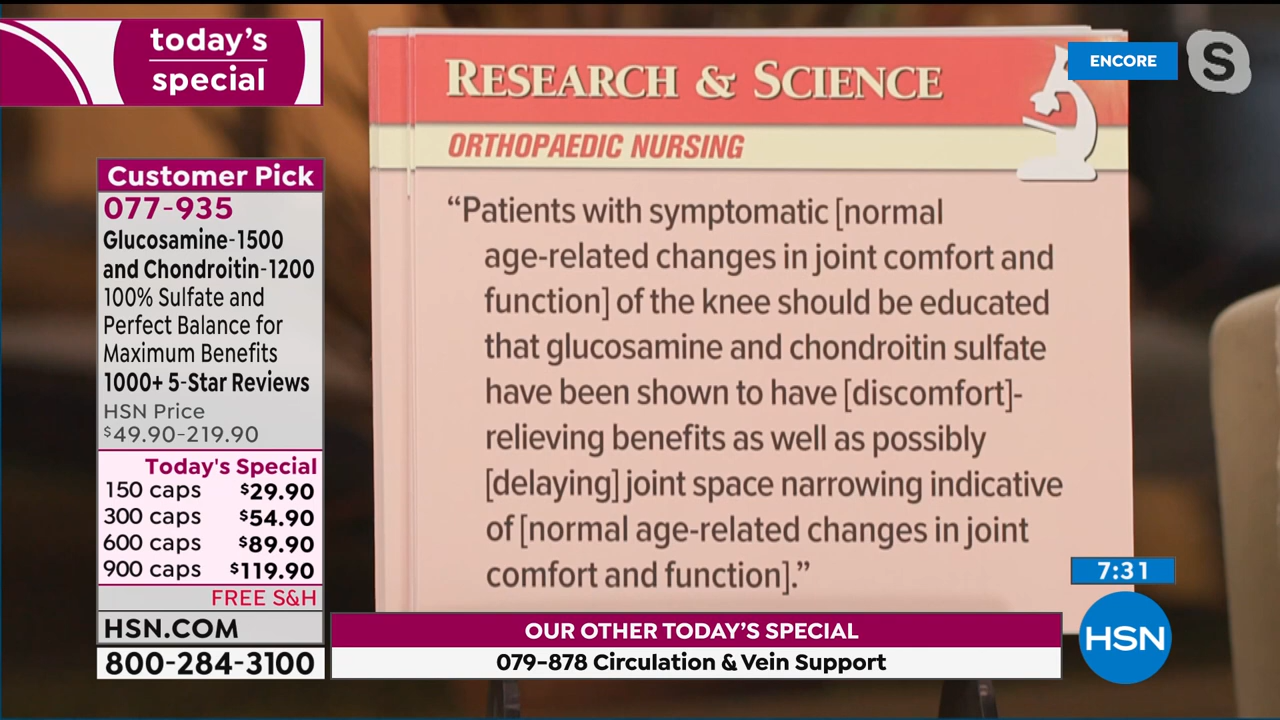 today's
special
Customer Pick
077-935
Glucosamine-1500
and Chondroitin-1200
100% Sulfate and
Perfect Balance for
Maximum Benefits
1000+ 5-Star Reviews
HSN Price
$49.90-219.90
Today's Special
150 caps $29.90
300 caps $54.90
600 caps $89.90
900 caps $119.90
FREE S&H
HSN.COM
800-284-3100
RESEARCH & SCIENCE
ORTHOPAEDIC NURSING
“Patients with symptomatic [normal
age-related changes in joint comfort and
function] of the knee should be educated
that glucosamine and chondroitin sulfate
have been shown to have [discomfort]-
relieving benefits as well as possibly
[delaying] joint space narrowing indicative
of [normal age-related changes in joint
comfort and function].”
ENCORE
S
7:31
HSN
OUR OTHER TODAY’S SPECIAL
079-878 Circulation & Vein Support